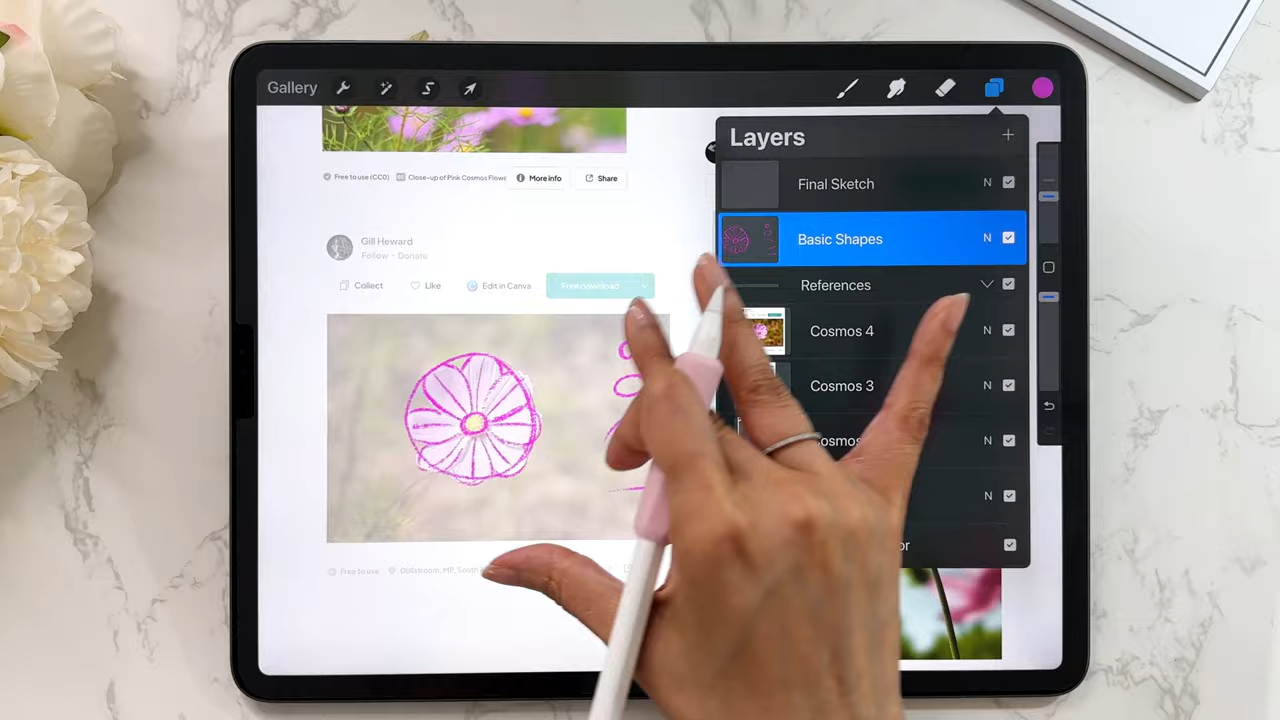 Gallery
Layers
Final Sketch N
Basic Shapes N
References
Cosmos 4 N
Cosmos 3 N
N
N
Free to use (CC0) Close-up of Pink Cosmos Flowe More info Share
Gill Heward
Follow - Donate
Collect Like Edit in Canva Free download
Free to use